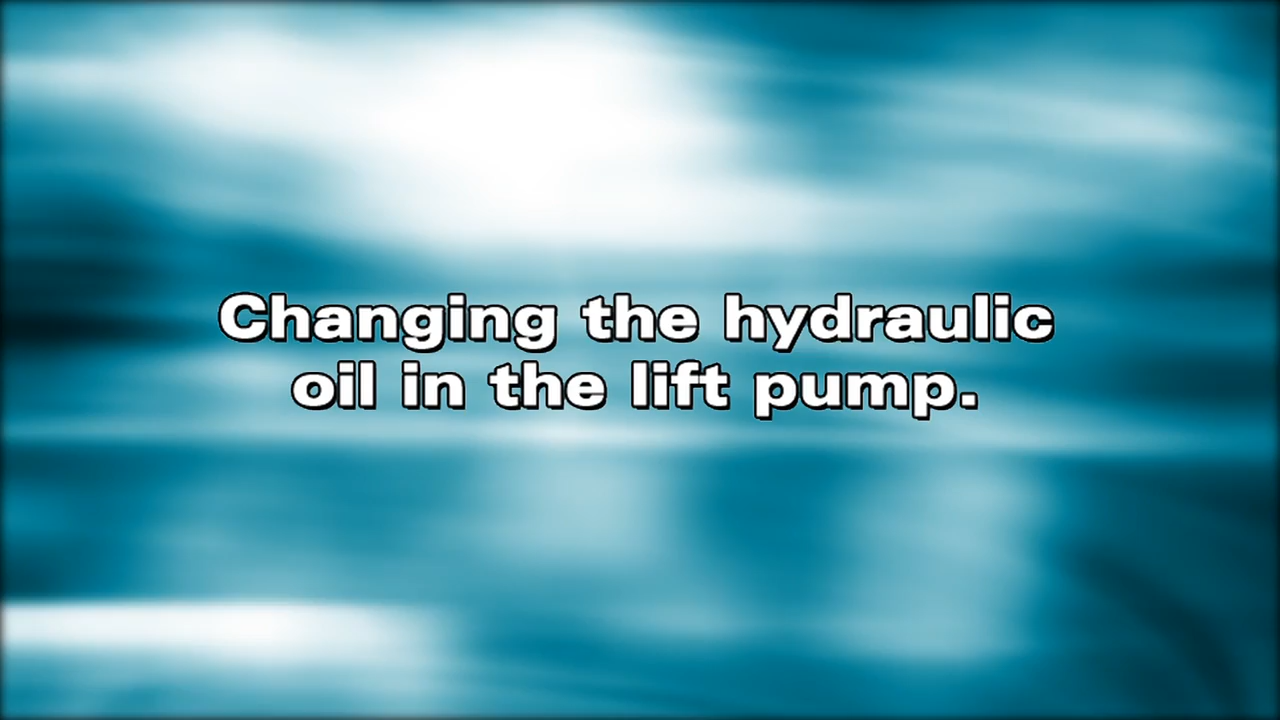 Changing the hydraulic
oil in the lift pump.